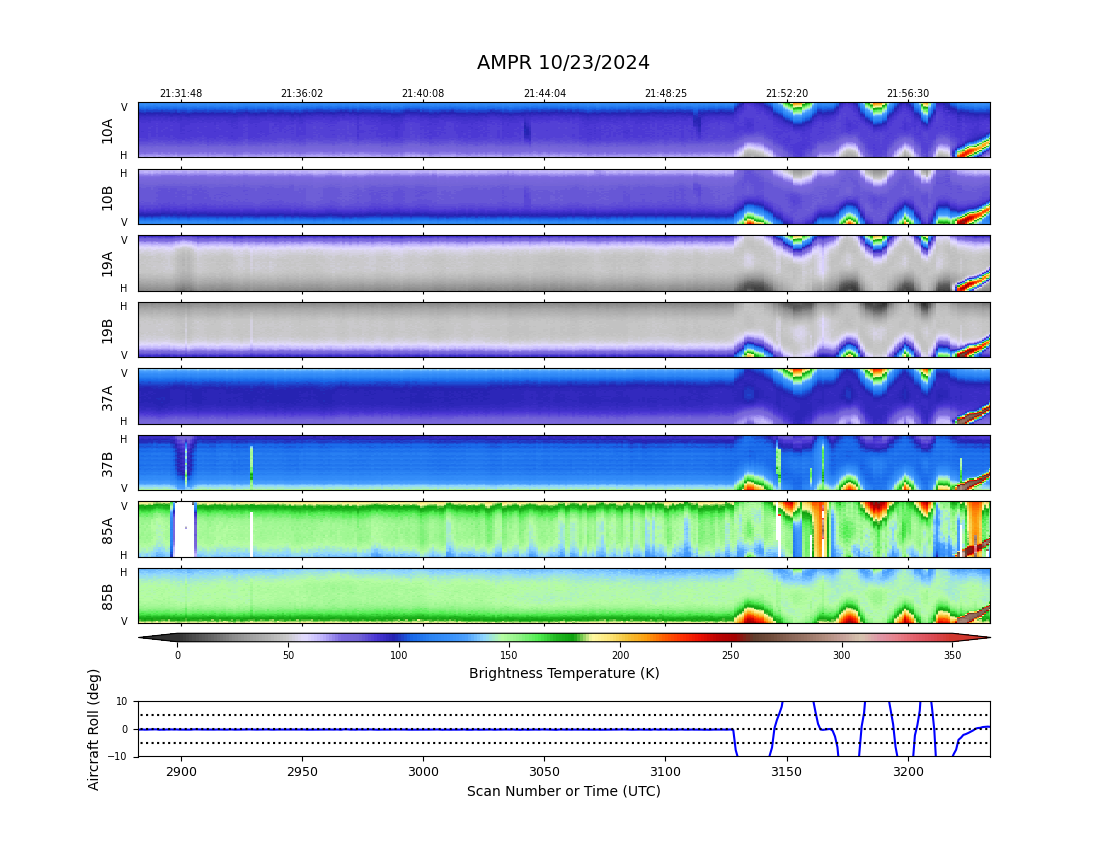 AMPR 10/23/2024
21:31:48 21:36:02 21:40:08 21:44:04 21:48:25 21:52:20 21:56:30
V
10A
H
H
10B
V
V
19A
H
H
19B
V
V
37A
H
H
37B
V
V
85A
H
H
85B
V
0 50 100 150 200 250 300 350
Brightness Temperature (K)
Aircraft Roll (deg)
10
0
−10
2900 2950 3000 3050 3100 3150 3200
Scan Number or Time (UTC)